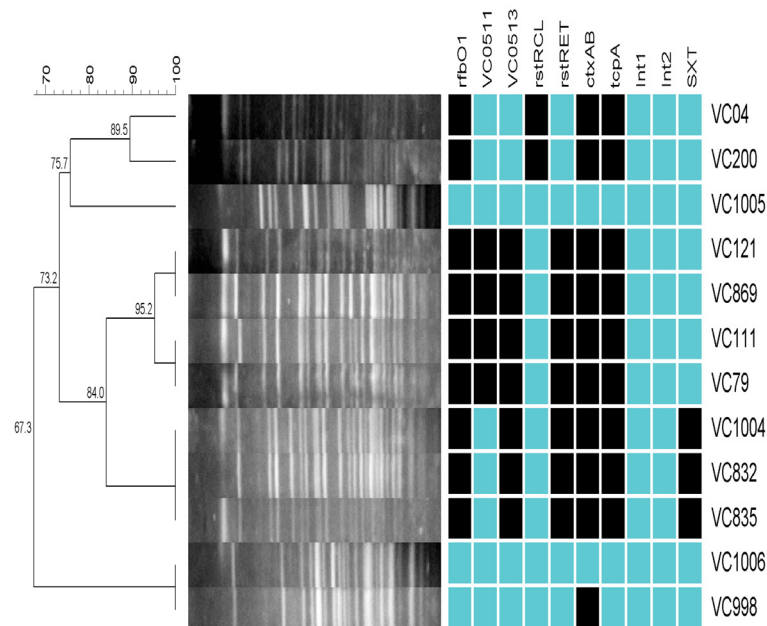 70 80 90 100
rfbO1 VC0511 VC0513 rstRCL rstRET ctxAB tcpA Int1 Int2 SXT
VC04
89.5
VC200
75.7
VC1005
VC121
73.2
VC869
95.2
VC111
VC79
84.0
VC1004
67.3
VC832
VC835
VC1006
VC998